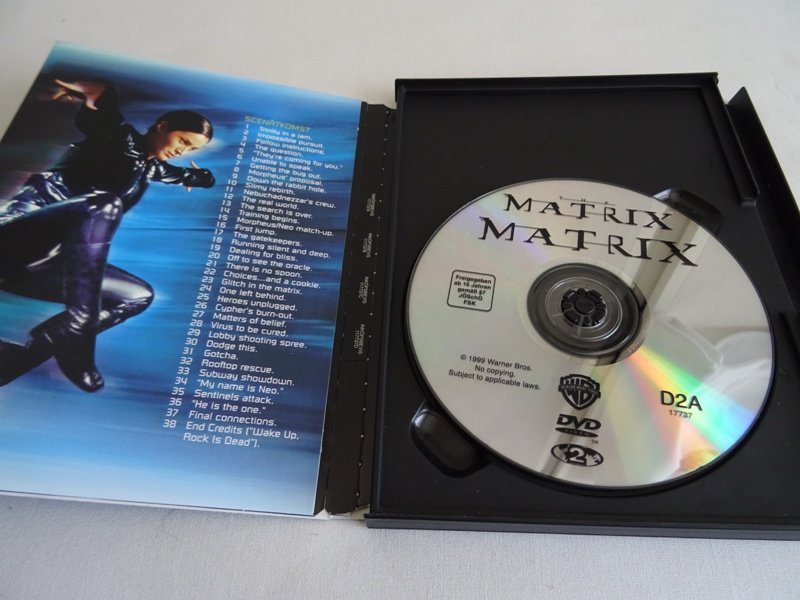 SCENÅTKOMST
1 Trinity in a jam.
2 Impossible pursuit.
3 Follow instructions.
4 The question.
5 "They're coming for you."
6 Unable to speak.
7 Getting the bug out.
8 Morpheus' proposal.
9 Down the rabbit hole.
10 Slimy rebirth.
11 Nebuchadnezzar's crew.
12 The real world.
13 The search is over.
14 Training begins.
15 Morpheus/Neo match-up.
16 First jump.
17 The gatekeepers.
18 Running silent and deep.
19 Dealing for bliss.
20 Off to see the oracle.
21 There is no spoon.
22 Choices...and a cookie.
23 Glitch in the matrix.
24 One left behind.
25 Heroes unplugged.
26 Cypher's burn-out.
27 Matters of belief.
28 Virus to be cured.
29 Lobby shooting spree.
30 Dodge this.
31 Gotcha.
32 Rooftop rescue.
33 Subway showdown.
34 "My name is Neo."
35 Sentinels attack.
36 "He is the one."
37 Final connections.
38 End Credits ("Wake Up,
Rock Is Dead").
THE
MATRIX
MATRIX
Freigegeben
ab 16 Jahren
gemäß §7
JÖSchG
FSK
© 1999 Warner Bros.
No copying.
Subject to applicable laws.
WB
DVD
VIDEO
TM
2
D2A
17737